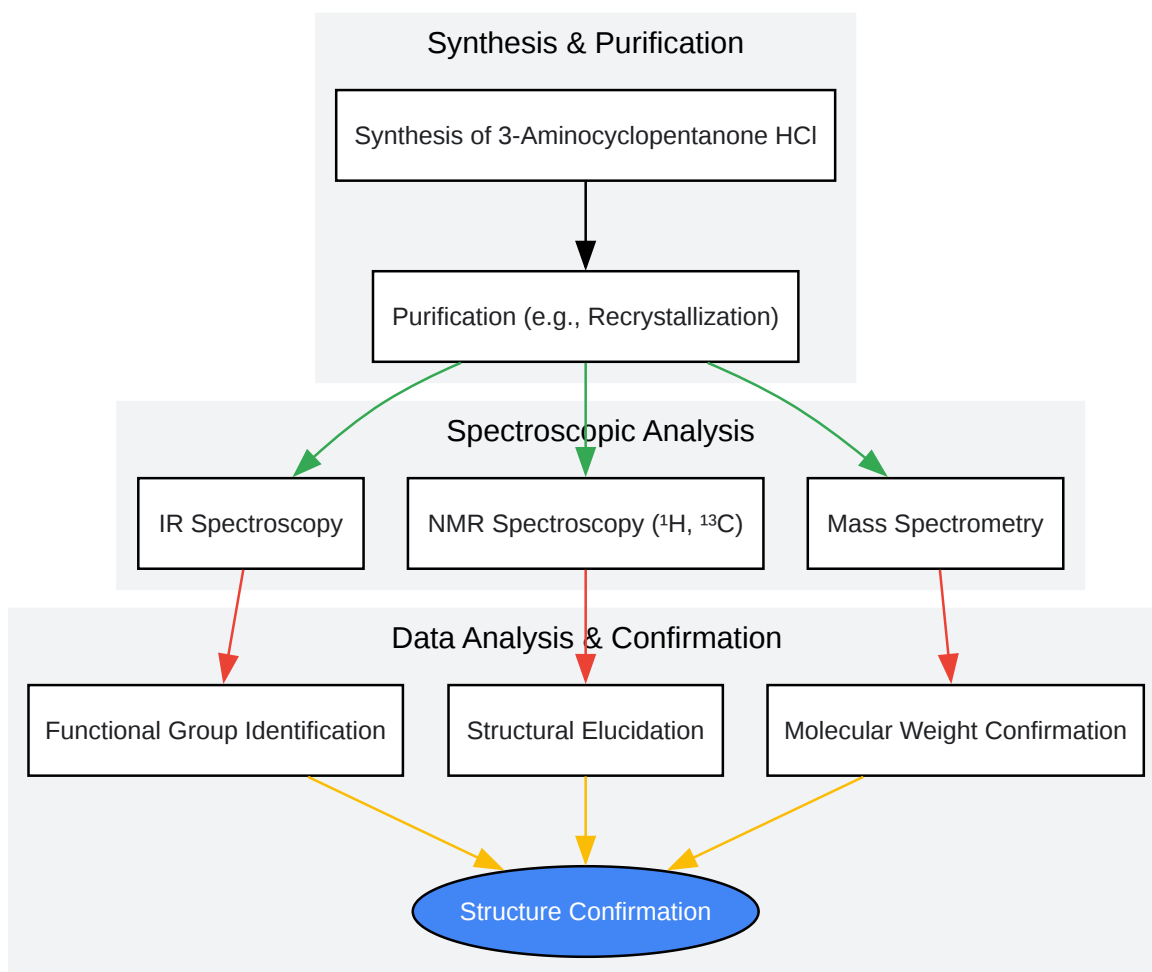 Synthesis & Purification
Synthesis of 3-Aminocyclopentanone HCl
Purification (e.g., Recrystallization)
Spectroscopic Analysis
IR Spectroscopy
NMR Spectroscopy (¹H, ¹³C)
Mass Spectrometry
Data Analysis & Confirmation
Functional Group Identification
Structural Elucidation
Molecular Weight Confirmation
Structure Confirmation